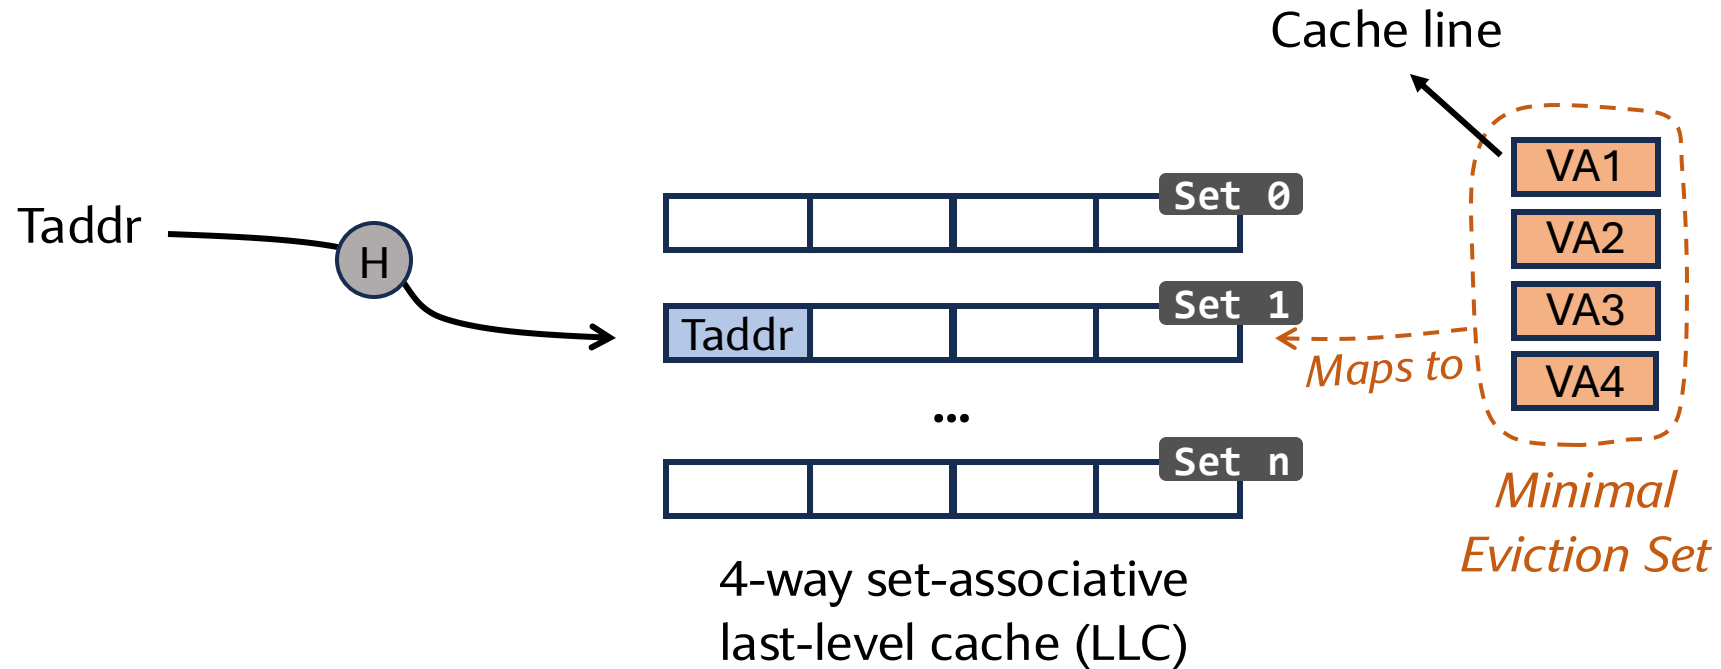 Cache line
VA1
Set 0
Taddr
VA2
H
Set 1
VA3
Taddr
Maps to
VA4
...
Set n
Minimal
Eviction Set
4-way set-associative
last-level cache (LLC)